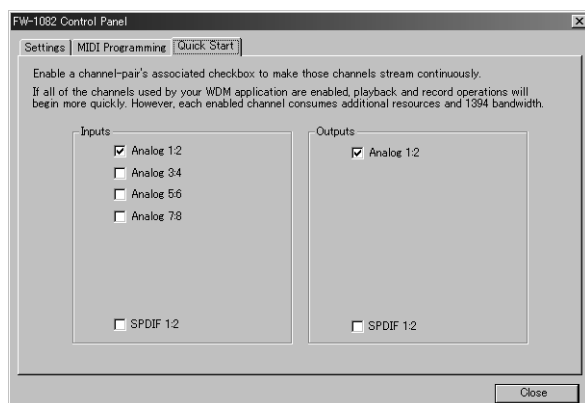 FW-1082 Control Panel
Settings MIDI Programming Quick Start
Enable a channel-pair's associated checkbox to make those channels stream continuously.
If all of the channels used by your WDM application are enabled, playback and record operations will
begin more quickly. However, each enabled channel consumes additional resources and 1394 bandwidth.
Inputs
Analog 1:2
Analog 3:4
Analog 5:6
Analog 7:8
SPDIF 1:2
Outputs
Analog 1:2
SPDIF 1:2
Close